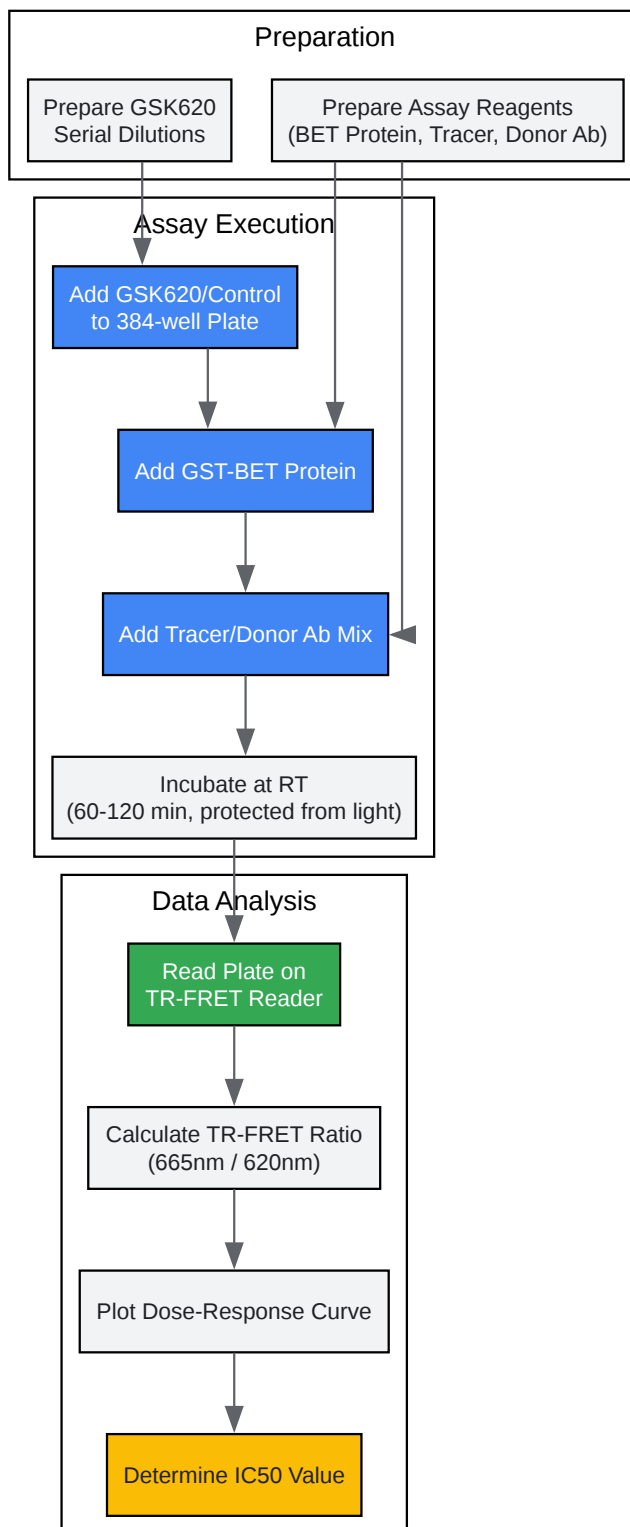 Preparation
Prepare GSK620
Serial Dilutions
Prepare Assay Reagents
(BET Protein, Tracer, Donor Ab)
Assay Execution
Add GSK620/Control
to 384-well Plate
Add GST-BET Protein
Add Tracer/Donor Ab Mix
Incubate at RT
(60-120 min, protected from light)
Data Analysis
Read Plate on
TR-FRET Reader
Calculate TR-FRET Ratio
(665nm / 620nm)
Plot Dose-Response Curve
Determine IC50 Value